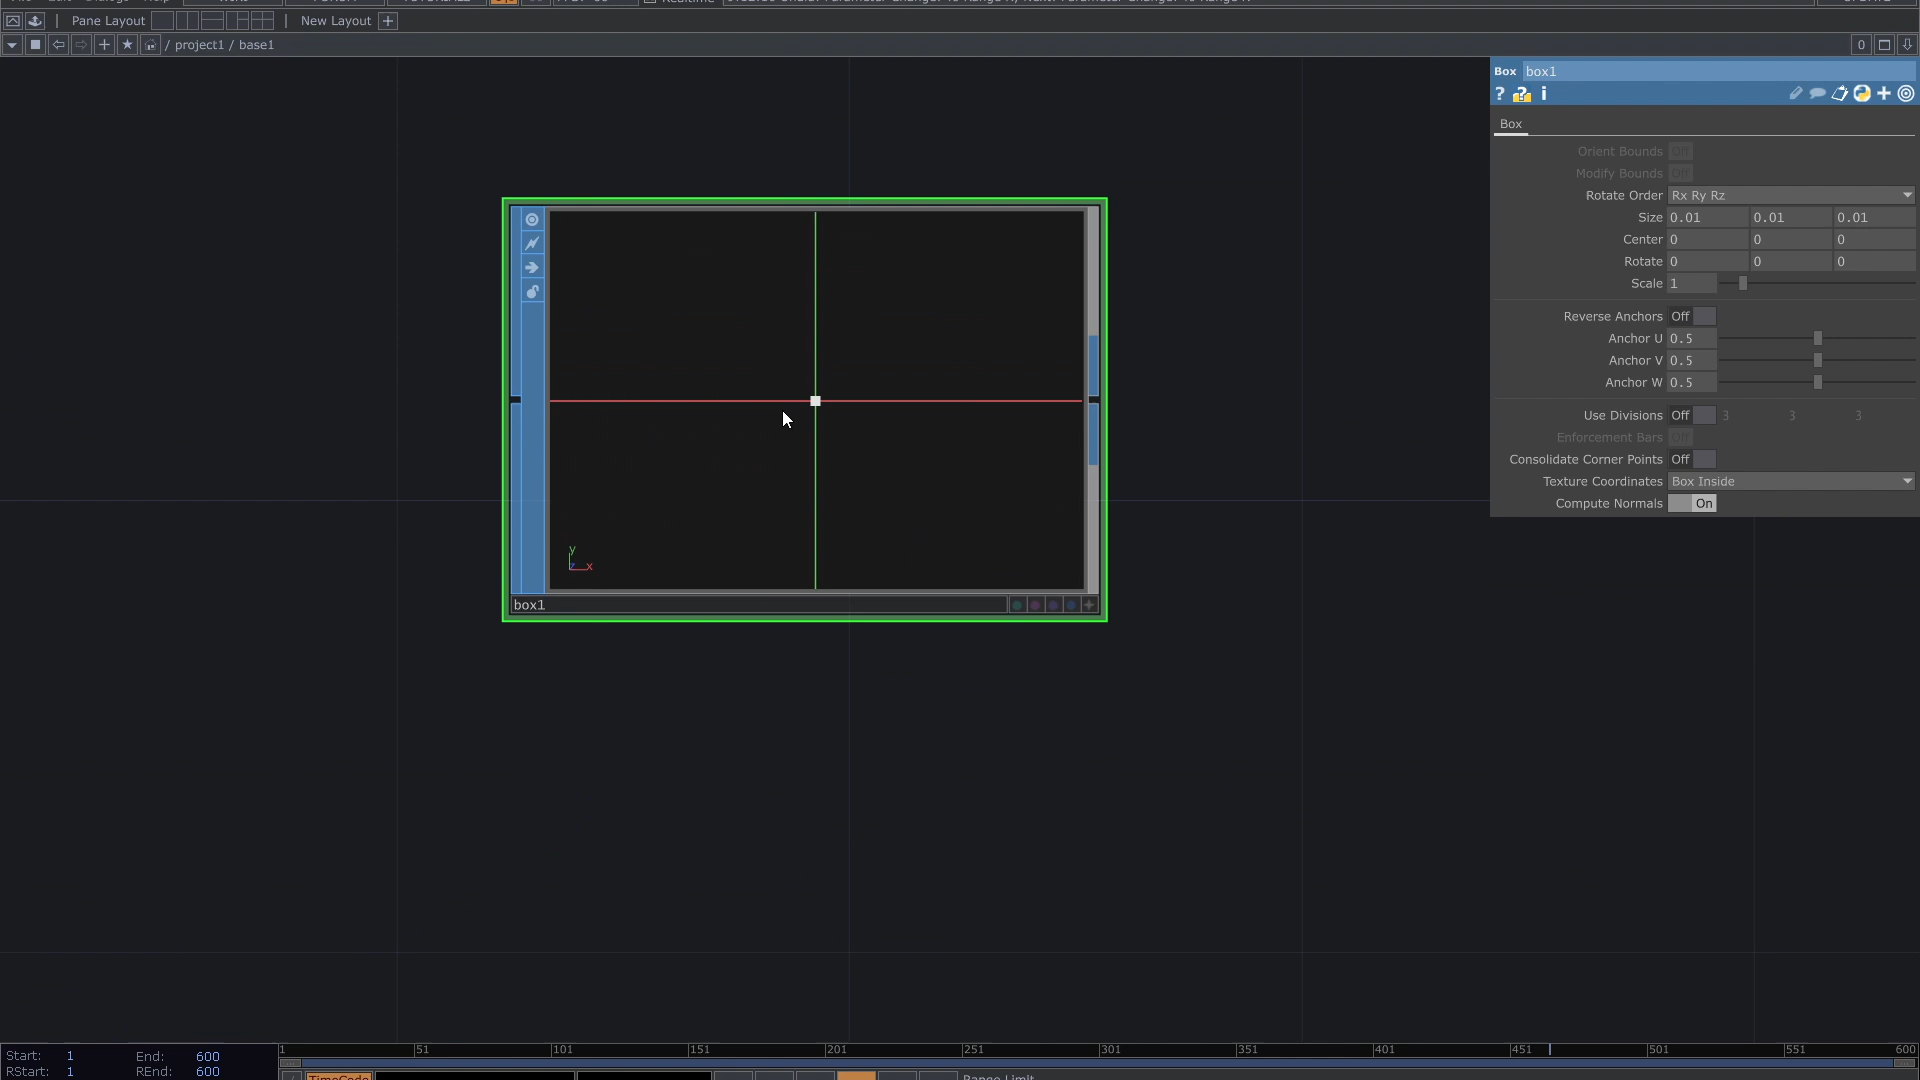 Pane Layout New Layout +
/ project1 / base1 0
Box box1
? ? i
Box
Orient Bounds Off
Modify Bounds Off
Rotate Order Rx Ry Rz
Size 0.01 0.01 0.01
Center 0 0 0
Rotate 0 0 0
Scale 1
Reverse Anchors Off
Anchor U 0.5
Anchor V 0.5
Anchor W 0.5
Use Divisions Off 3 3 3
Enforcement Bars Off
Consolidate Corner Points Off
Texture Coordinates Box Inside
Compute Normals On
y
z x
box1
1 51 101 151 201 251 301 351 401 451 501 551 600
Start: 1 End: 600
RStart: 1 REnd: 600
TimeCode Range Limit